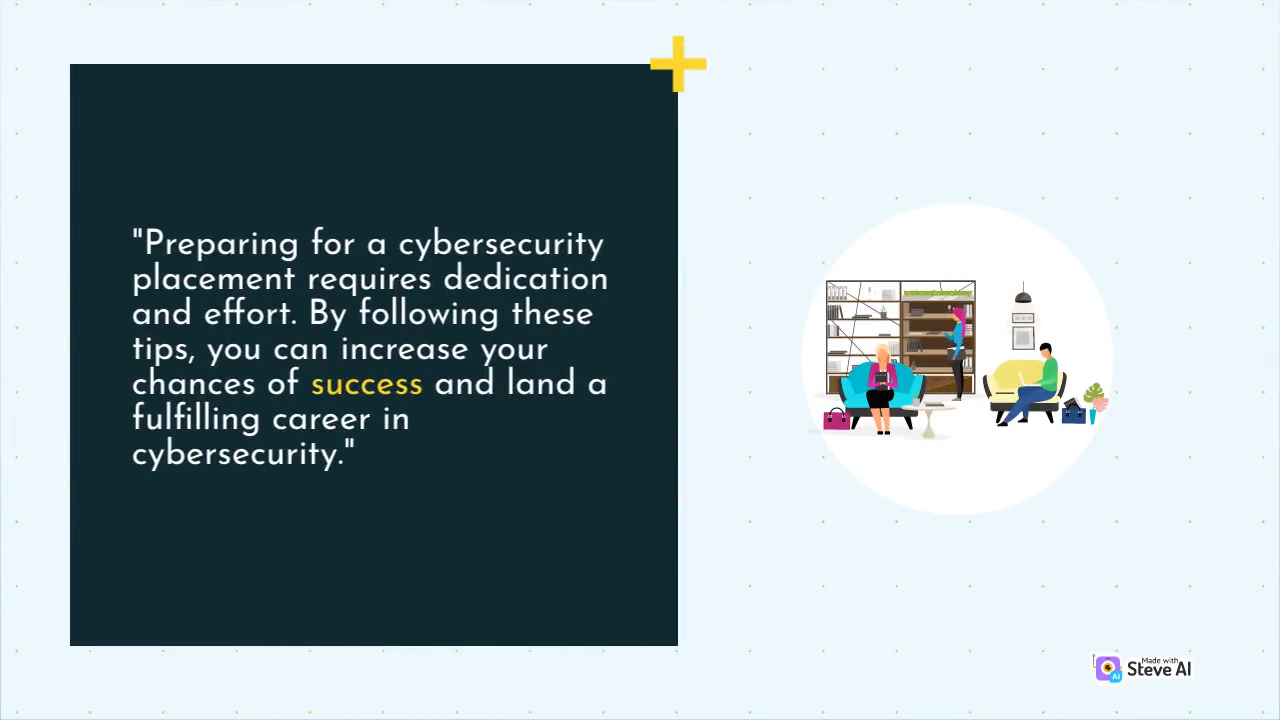 "Preparing for a cybersecurity
placement requires dedication
and effort. By following these
tips, you can increase your
chances of success and land a
fulfilling career in
cybersecurity."
Made with
Steve AI
AI